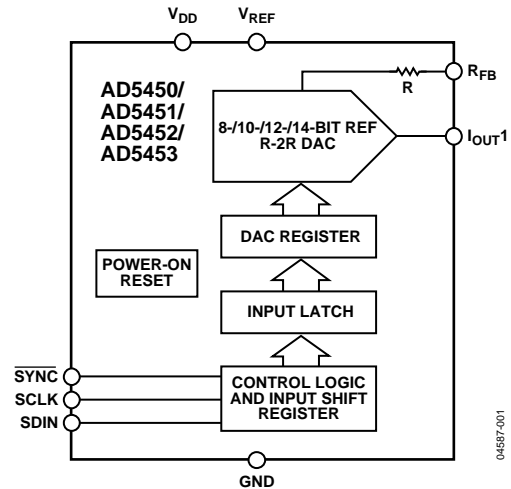 VDD
VREF
RFB
R
AD5450/
AD5451/
AD5452/
AD5453
8-/10-/12-/14-BIT REF
R-2R DAC
IOUT1
DAC REGISTER
POWER-ON
RESET
INPUT LATCH
SYNC
SCLK
SDIN
CONTROL LOGIC
AND INPUT SHIFT
REGISTER
GND
04587-001